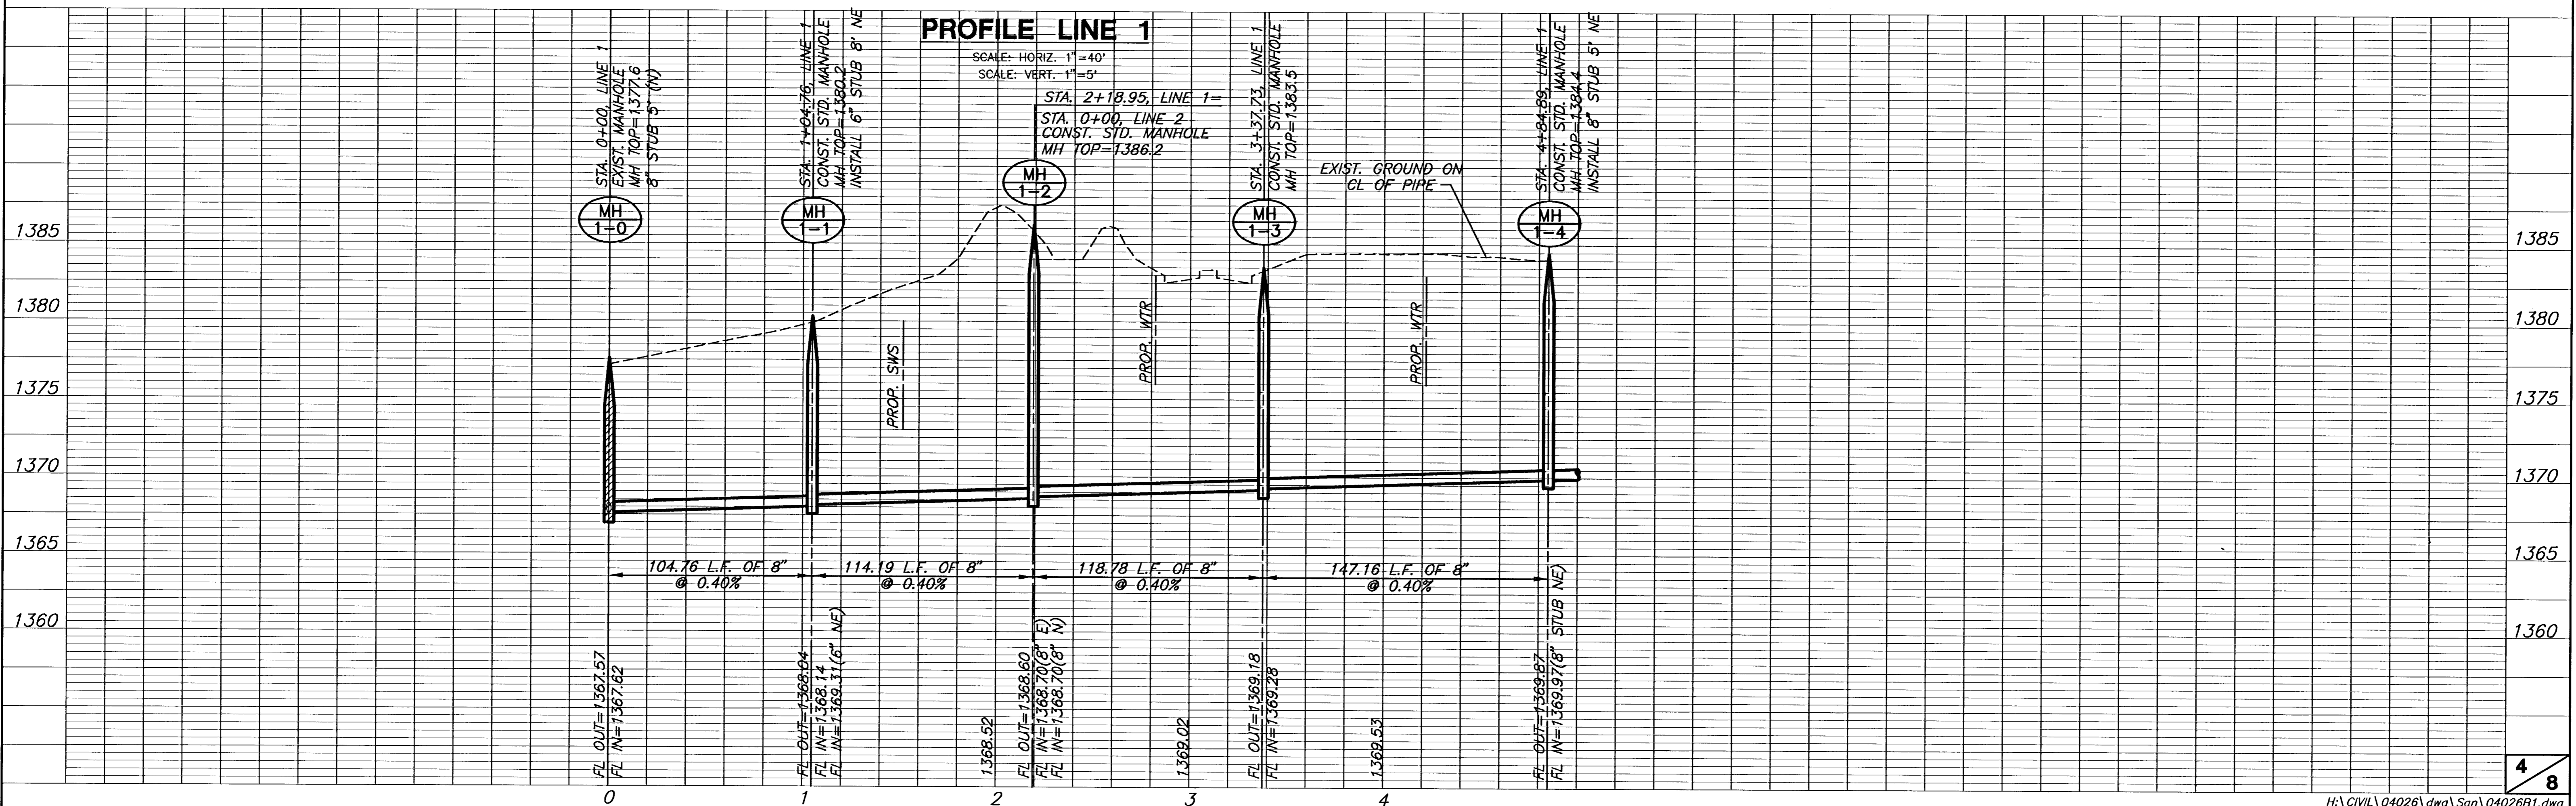 PROFILE LINE 1
SCALE: HORIZ. 1"=40'
SCALE: VERT. 1"=5'
STA. 0+00, LINE 1
EXIST. MANHOLE
MH TOP=1377.6
8" STUB 5' (N)
MH
1-0
STA. 1+04.76, LINE 1
CONST. STD. MANHOLE
MH TOP=1380.2
INSTALL 6" STUB 8' NE
MH
1-1
STA. 2+18.95, LINE 1=
STA. 0+00, LINE 2
CONST. STD. MANHOLE
MH TOP=1386.2
MH
1-2
STA. 3+37.73, LINE 1
CONST. STD. MANHOLE
MH TOP=1383.5
MH
1-3
EXIST. GROUND ON
CL OF PIPE
STA. 4+84.89, LINE 1
CONST. STD. MANHOLE
MH TOP=1384.4
INSTALL 8" STUB 5' NE
MH
1-4
1385
1380
1375
1370
1365
1360
1385
1380
1375
1370
1365
1360
PROP. SWS
PROP. WTR
PROP. WTR
104.76 L.F. OF 8"
@ 0.40%
114.19 L.F. OF 8"
@ 0.40%
118.78 L.F. OF 8"
@ 0.40%
147.16 L.F. OF 8"
@ 0.40%
FL OUT=1367.57
FL IN=1367.62
FL OUT=1368.04
FL IN=1368.14
FL IN=1369.31(6" NE)
1368.52
FL OUT=1368.60
FL IN=1368.70(8" E)
FL IN=1368.70(8" N)
1369.02
FL OUT=1369.18
FL IN=1369.28
1369.53
FL OUT=1369.87
FL IN=1369.97(8" STUB NE)
0
1
2
3
4
4
8
H:\CIVIL\04026\dwg\San\04026R1.dwg